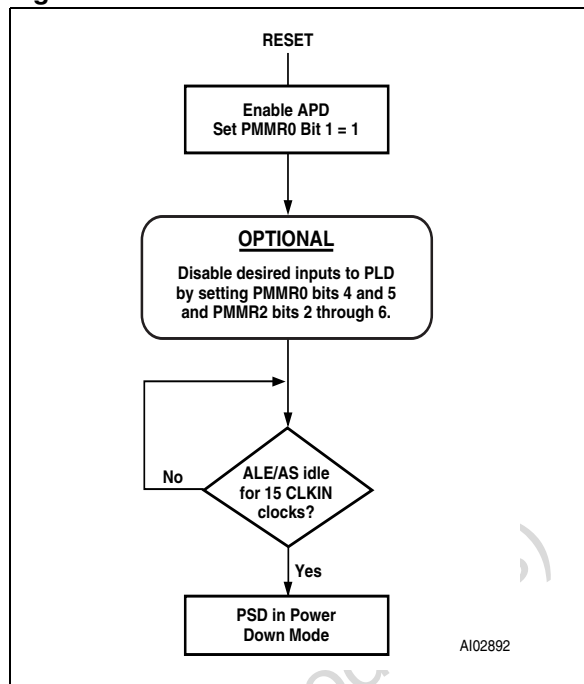 RESET
Enable APD
Set PMMR0 Bit 1 = 1
OPTIONAL
Disable desired inputs to PLD
by setting PMMR0 bits 4 and 5
and PMMR2 bits 2 through 6.
No
ALE/AS idle
for 15 CLKIN
clocks?
Yes
PSD in Power
Down Mode
AI02892